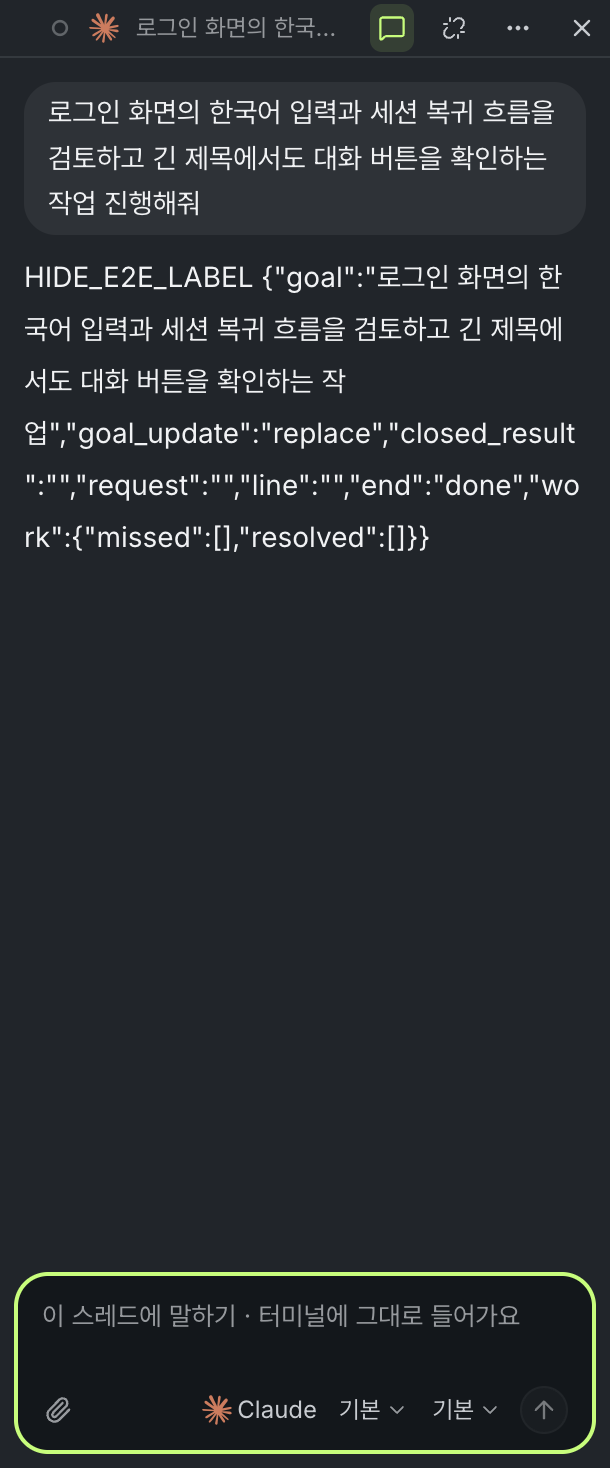 로그인 화면의 한국...
로그인 화면의 한국어 입력과 세션 복귀 흐름을
검토하고 긴 제목에서도 대화 버튼을 확인하는
작업 진행해줘
HIDE_E2E_LABEL {"goal":"로그인 화면의 한
국어 입력과 세션 복귀 흐름을 검토하고 긴 제목에
서도 대화 버튼을 확인하는 작
업","goal_update":"replace","closed_result
":"","request":"","line":"","end":"done","wo
rk":{"missed":[],"resolved":[]}}
이 스레드에 말하기 · 터미널에 그대로 들어가요
Claude 기본 기본